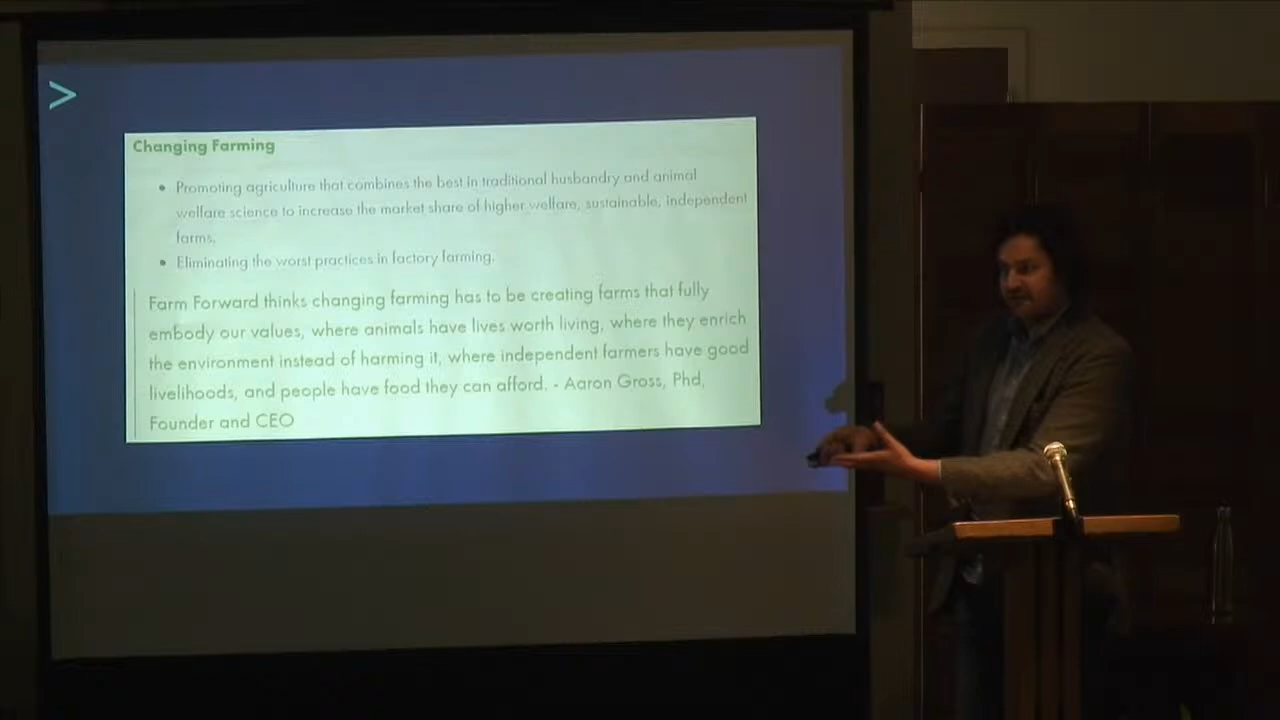 >
Changing Farming
• Promoting agriculture that combines the best in traditional husbandry and animal
welfare science to increase the market share of higher welfare, sustainable, independent
farms.
• Eliminating the worst practices in factory farming.
Farm Forward thinks changing farming has to be creating farms that fully
embody our values, where animals have lives worth living, where they enrich
the environment instead of harming it, where independent farmers have good
livelihoods, and people have food they can afford. - Aaron Gross, Phd,
Founder and CEO